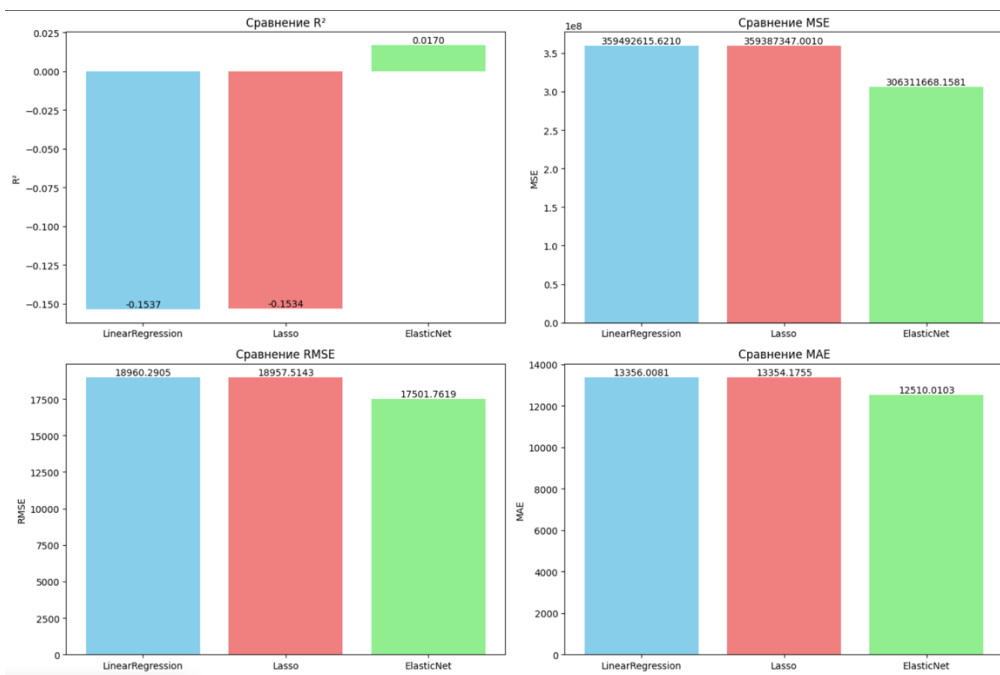 Сравнение R²
0.025
0.000
−0.025
−0.050
−0.075
−0.100
−0.125
−0.150
R²
0.0170
-0.1537
-0.1534
LinearRegression
Lasso
ElasticNet
Сравнение MSE
1e8
3.5
3.0
2.5
2.0
1.5
1.0
0.5
0.0
MSE
359492615.6210
359387347.0010
306311668.1581
LinearRegression
Lasso
ElasticNet
Сравнение RMSE
17500
15000
12500
10000
7500
5000
2500
0
RMSE
18960.2905
18957.5143
17501.7619
LinearRegression
Lasso
ElasticNet
Сравнение MAE
14000
12000
10000
8000
6000
4000
2000
0
MAE
13356.0081
13354.1755
12510.0103
LinearRegression
Lasso
ElasticNet